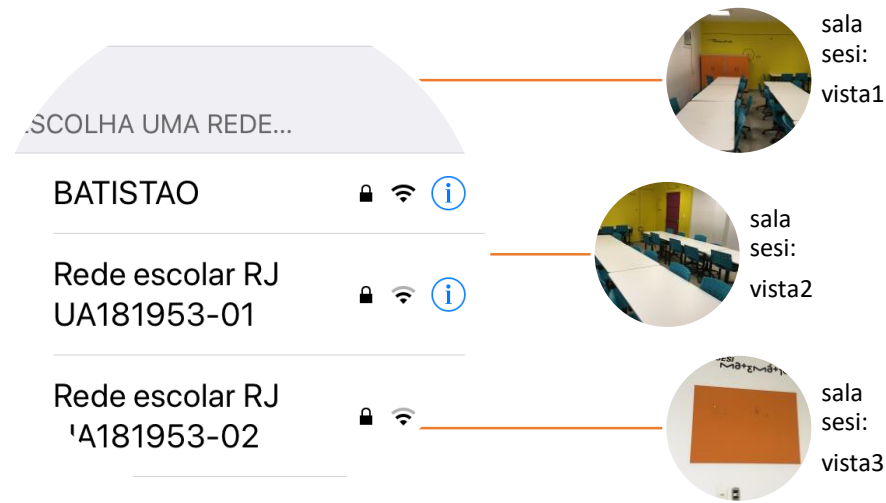 SCOLHA UMA REDE...
BATISTAO
Rede escolar RJ
UA181953-01
Rede escolar RJ
A181953-02
sala
sesi:
vista1
sala
sesi:
vista2
sala
sesi:
vista3